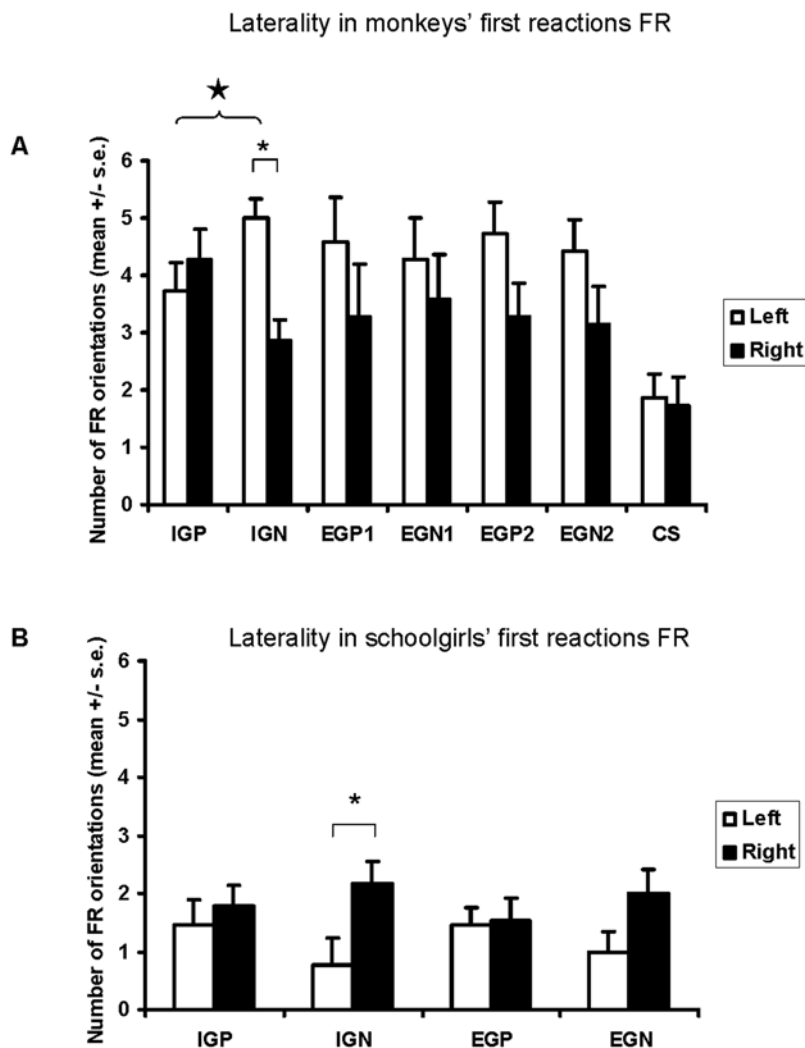 Laterality in monkeys' first reactions FR
★
A
*
Number of FR orientations (mean +/- s.e.)
6
5
4
3
2
1
0
Left
Right
IGP IGN EGP1 EGN1 EGP2 EGN2 CS
B
Laterality in schoolgirls' first reactions FR
Number of FR orientations (mean +/- s.e.)
6
5
4
3
2
1
0
*
Left
Right
IGP IGN EGP EGN